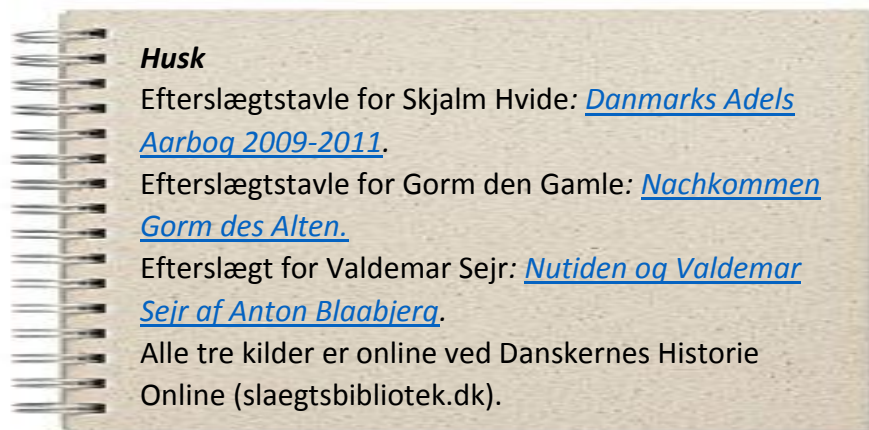 Husk
Efterslægtstavle for Skjalm Hvide: Danmarks Adels
Aarbog 2009-2011.
Efterslægtstavle for Gorm den Gamle: Nachkommen
Gorm des Alten.
Efterslægt for Valdemar Sejr: Nutiden og Valdemar
Sejr af Anton Blaabjerg.
Alle tre kilder er online ved Danskernes Historie
Online (slaegtsbibliotek.dk).